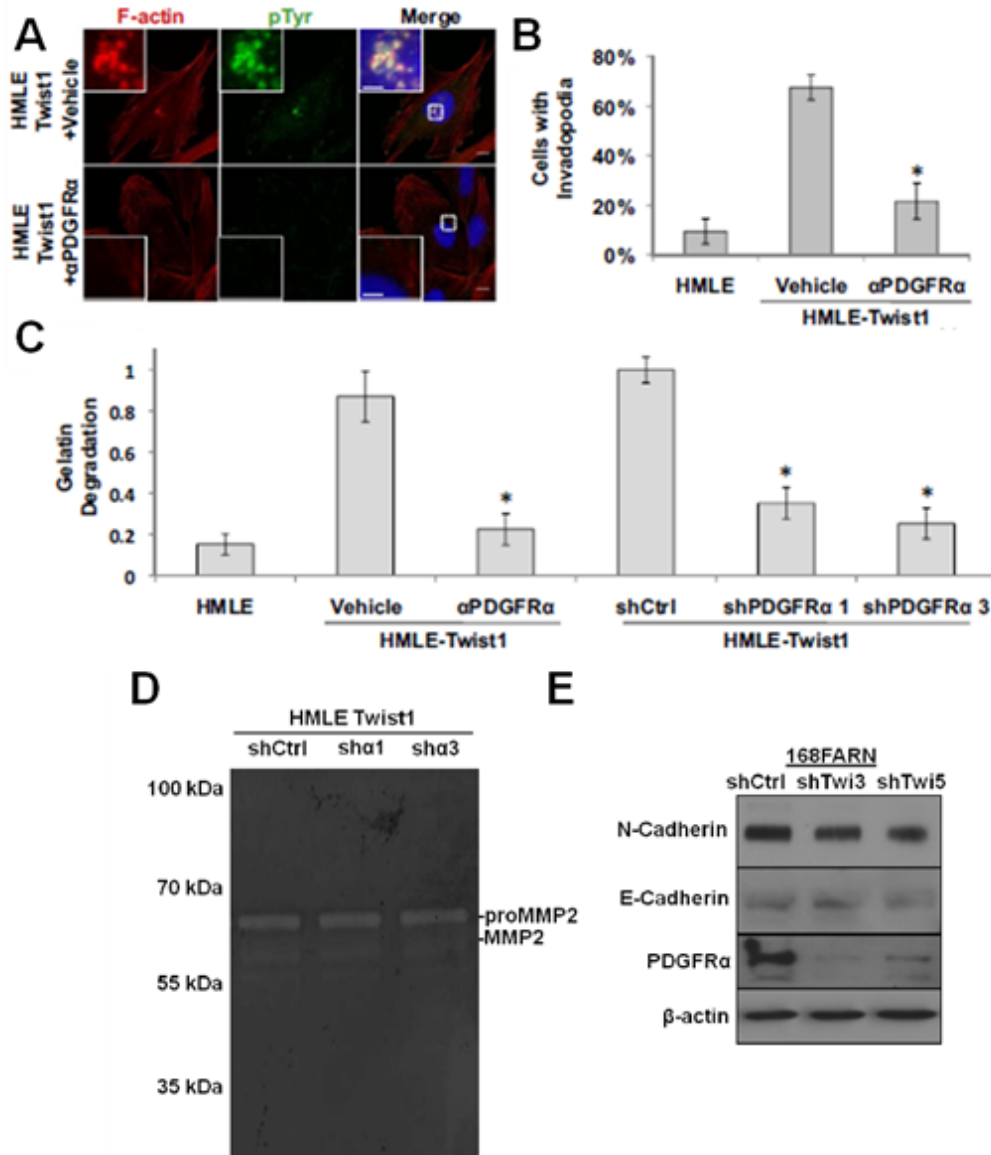 A
F-actin
pTyr
Merge
HMLE
Twist1
+Vehicle
HMLE
Twist1
+αPDGFRα
B
Cells with
Invadopodia
80%
60%
40%
20%
0%
HMLE
Vehicle
αPDGFRα
HMLE-Twist1
C
Gelatin
Degradation
1
0.8
0.6
0.4
0.2
0
*
*
*
*
HMLE
Vehicle
αPDGFRα
shCtrl
shPDGFRα 1
shPDGFRα 3
HMLE-Twist1
HMLE-Twist1
D
HMLE Twist1
shCtrl
shα1
shα3
100 kDa
70 kDa
55 kDa
35 kDa
-proMMP2
-MMP2
E
168FARN
shCtrl shTwi3 shTwi5
N-Cadherin
E-Cadherin
PDGFRα
β-actin